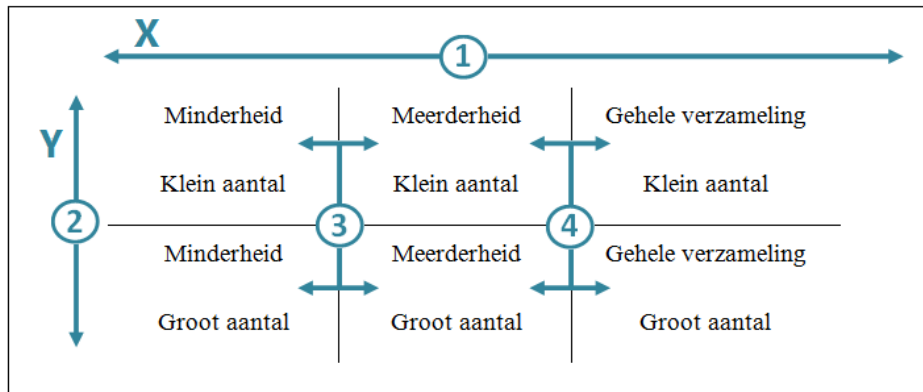 X
1
Y
Minderheid Meerderheid Gehele verzameling
Klein aantal Klein aantal Klein aantal
2 3 4
Minderheid Meerderheid Gehele verzameling
Groot aantal Groot aantal Groot aantal